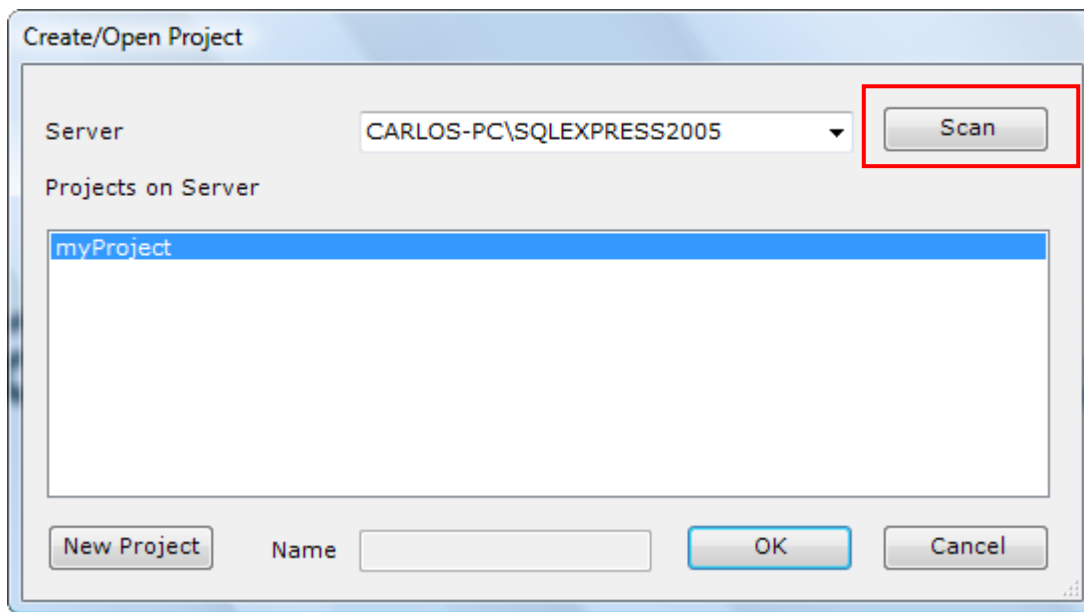 Create/Open Project
Server CARLOS-PC\SQLEXPRESS2005 Scan
Projects on Server
myProject
New Project Name OK Cancel